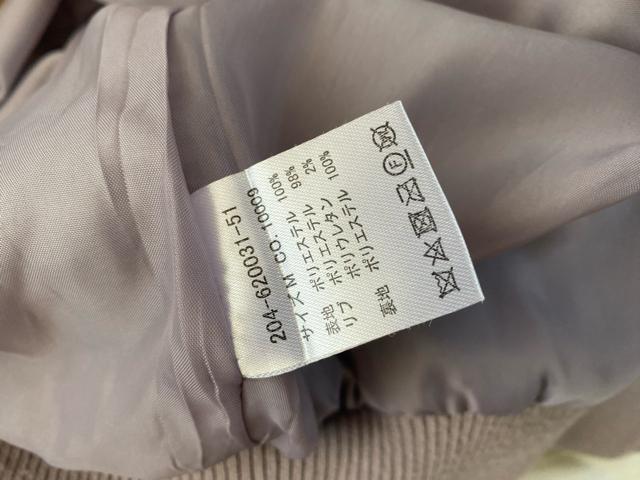 204-620031-51
サイズM CO.10009
表地 ポリエステル 100%
リブ ポリエステル 98%
ポリウレタン 2%
裏地 ポリエステル 100%
F
W